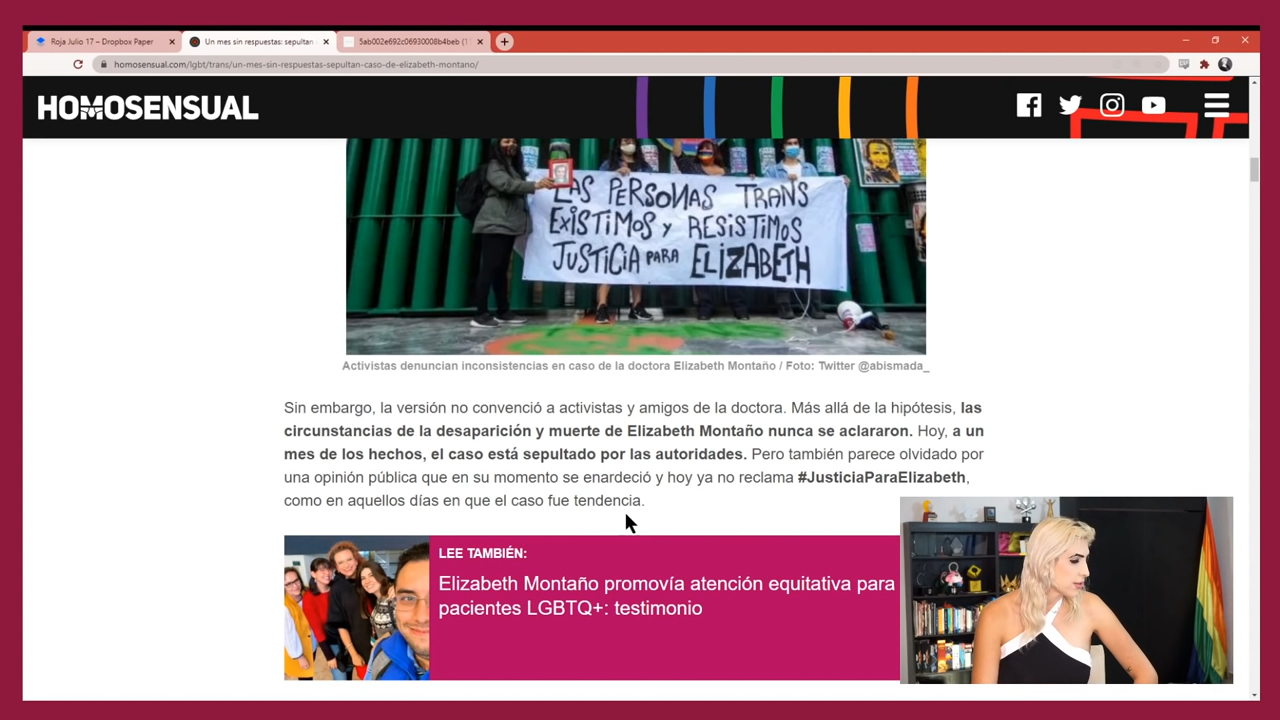 Roja Julio 17 – Dropbox Paper
Un mes sin respuestas: sepultan
5ab002e692c06930008b4beb (1
homosensual.com/lgbt/trans/un-mes-sin-respuestas-sepultan-caso-de-elizabeth-montano/
HOMOSENSUAL
LAS PERSONAS TRANS
EXISTIMOS y RESISTIMOS
JUSTICIA PARA ELIZABETH
Activistas denuncian inconsistencias en caso de la doctora Elizabeth Montaño / Foto: Twitter @abismada_
Sin embargo, la versión no convenció a activistas y amigos de la doctora. Más allá de la hipótesis, las
circunstancias de la desaparición y muerte de Elizabeth Montaño nunca se aclararon. Hoy, a un
mes de los hechos, el caso está sepultado por las autoridades. Pero también parece olvidado por
una opinión pública que en su momento se enardeció y hoy ya no reclama #JusticiaParaElizabeth,
como en aquellos días en que el caso fue tendencia.
LEE TAMBIÉN:
Elizabeth Montaño promovía atención equitativa para
pacientes LGBTQ+: testimonio